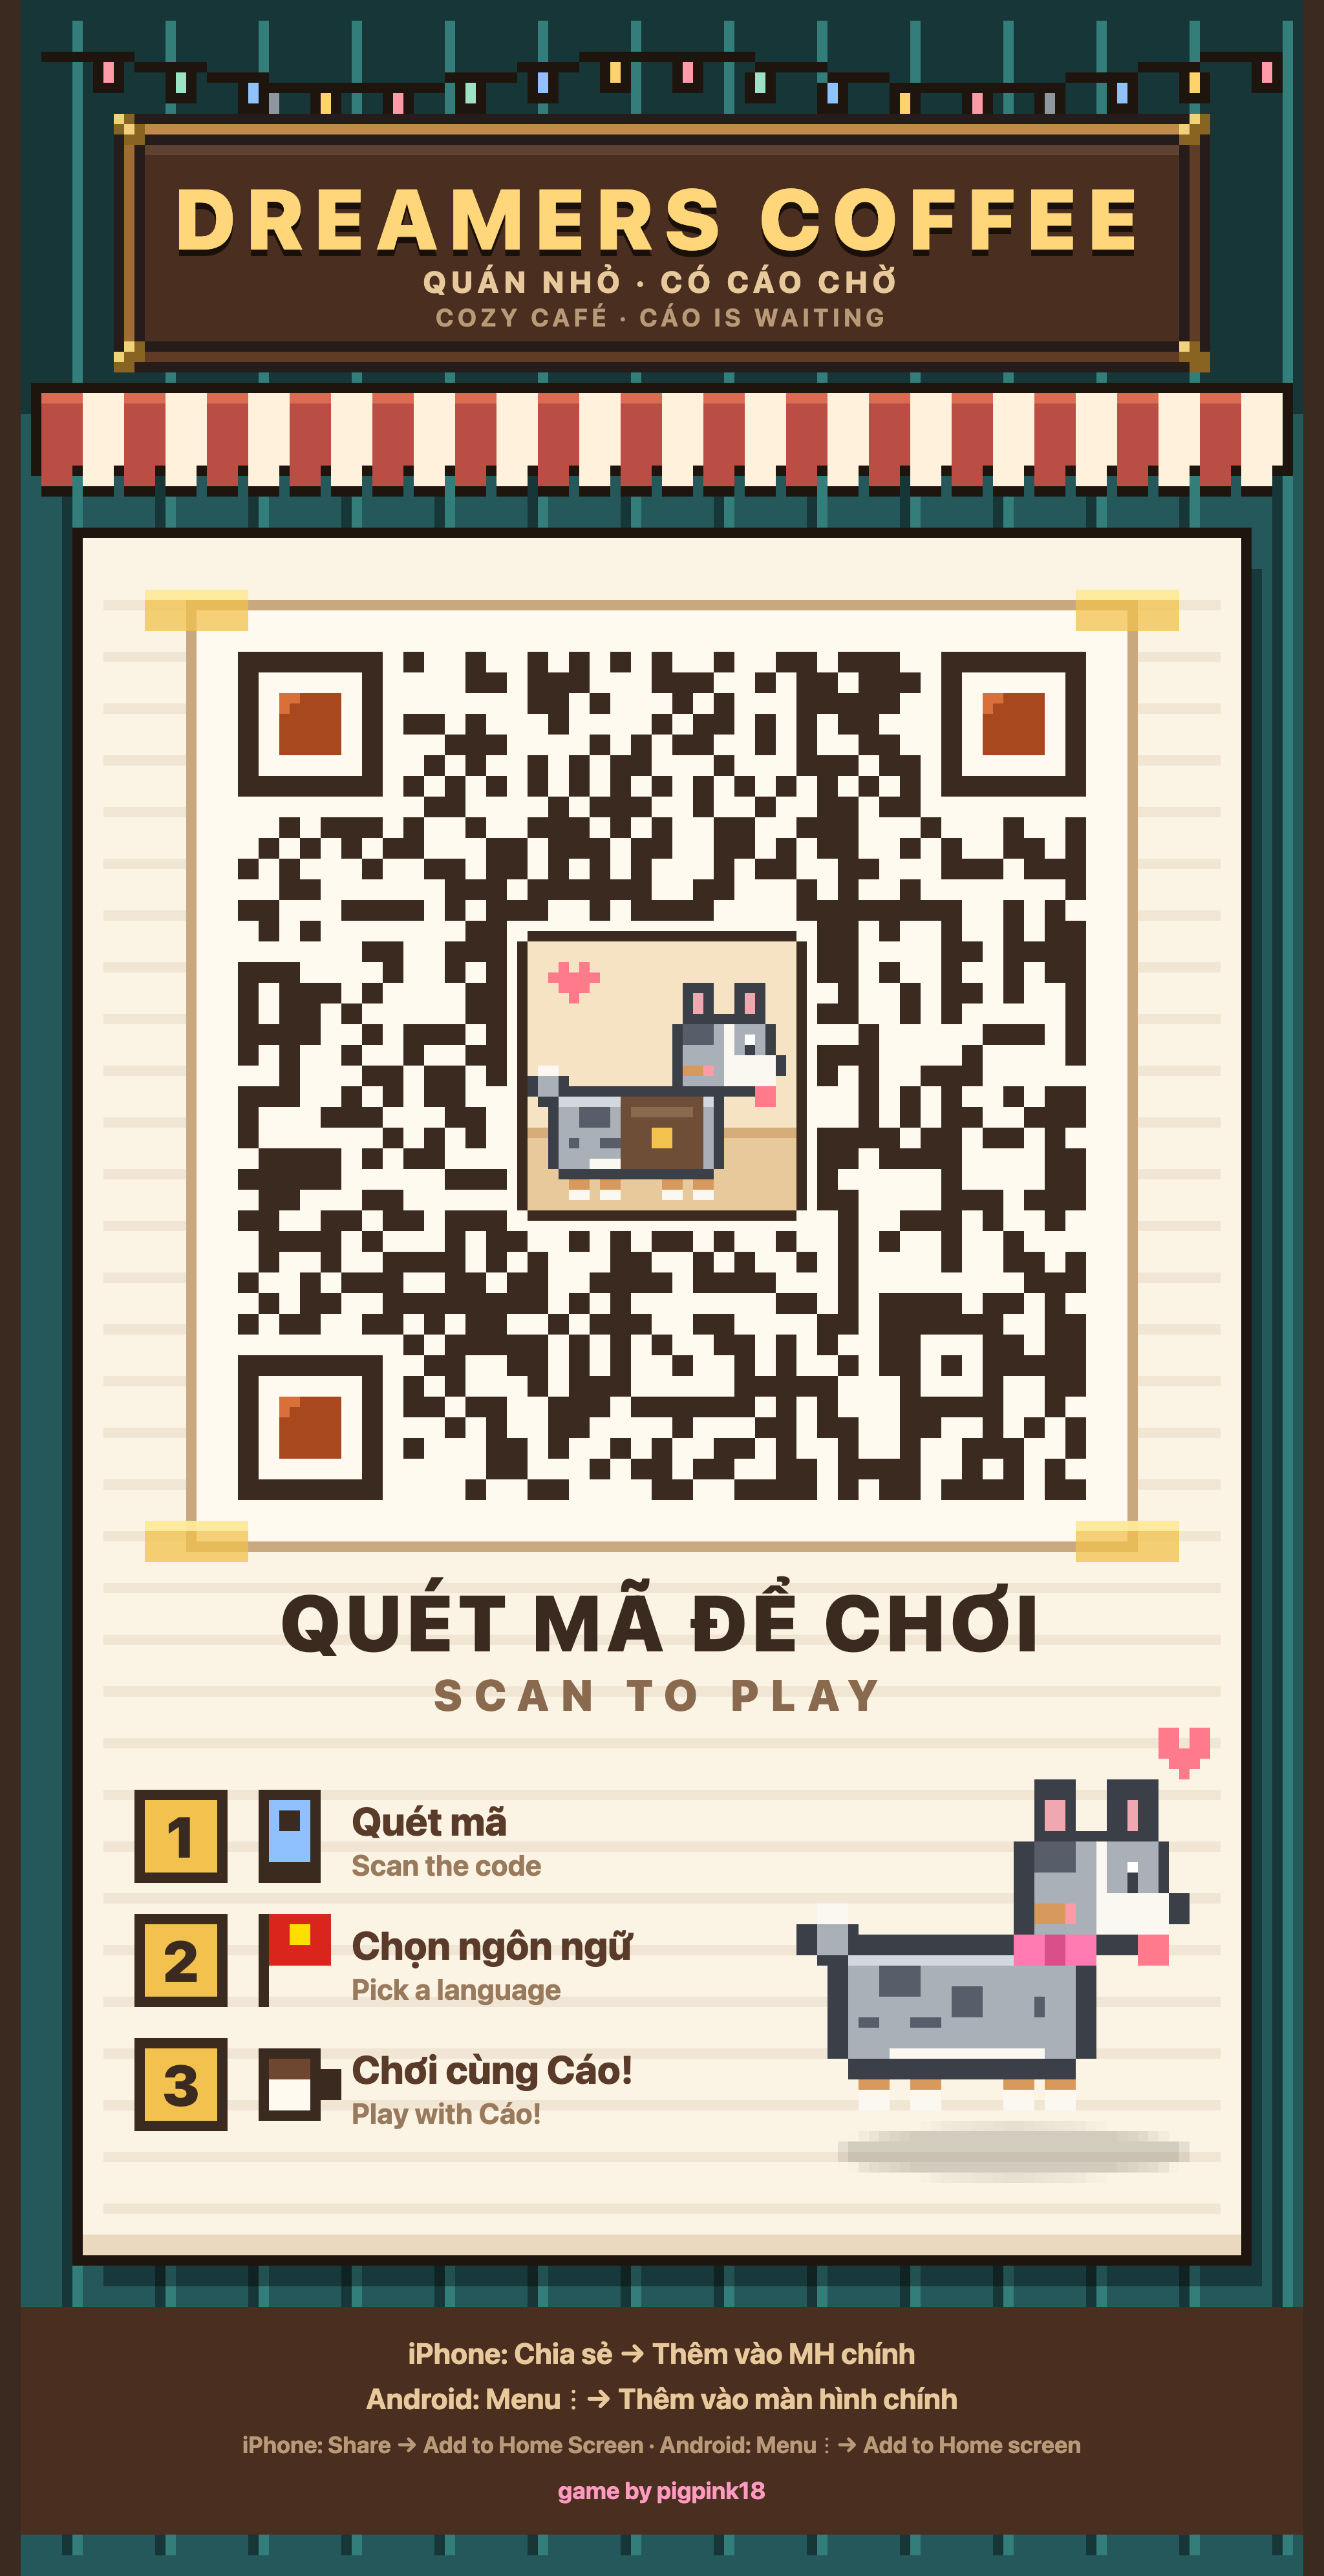 DREAMERS COFFEE
QUÁN NHỎ · CÓ CÁO CHỜ
COZY CAFÉ · CÁO IS WAITING
QUÉT MÃ ĐỂ CHƠI
SCAN TO PLAY
1
Quét mã
Scan the code
2
Chọn ngôn ngữ
Pick a language
3
Chơi cùng Cáo!
Play with Cáo!
iPhone: Chia sẻ → Thêm vào MH chính
Android: Menu ⋮ → Thêm vào màn hình chính
iPhone: Share → Add to Home Screen · Android: Menu ⋮ → Add to Home screen
game by pigpink18